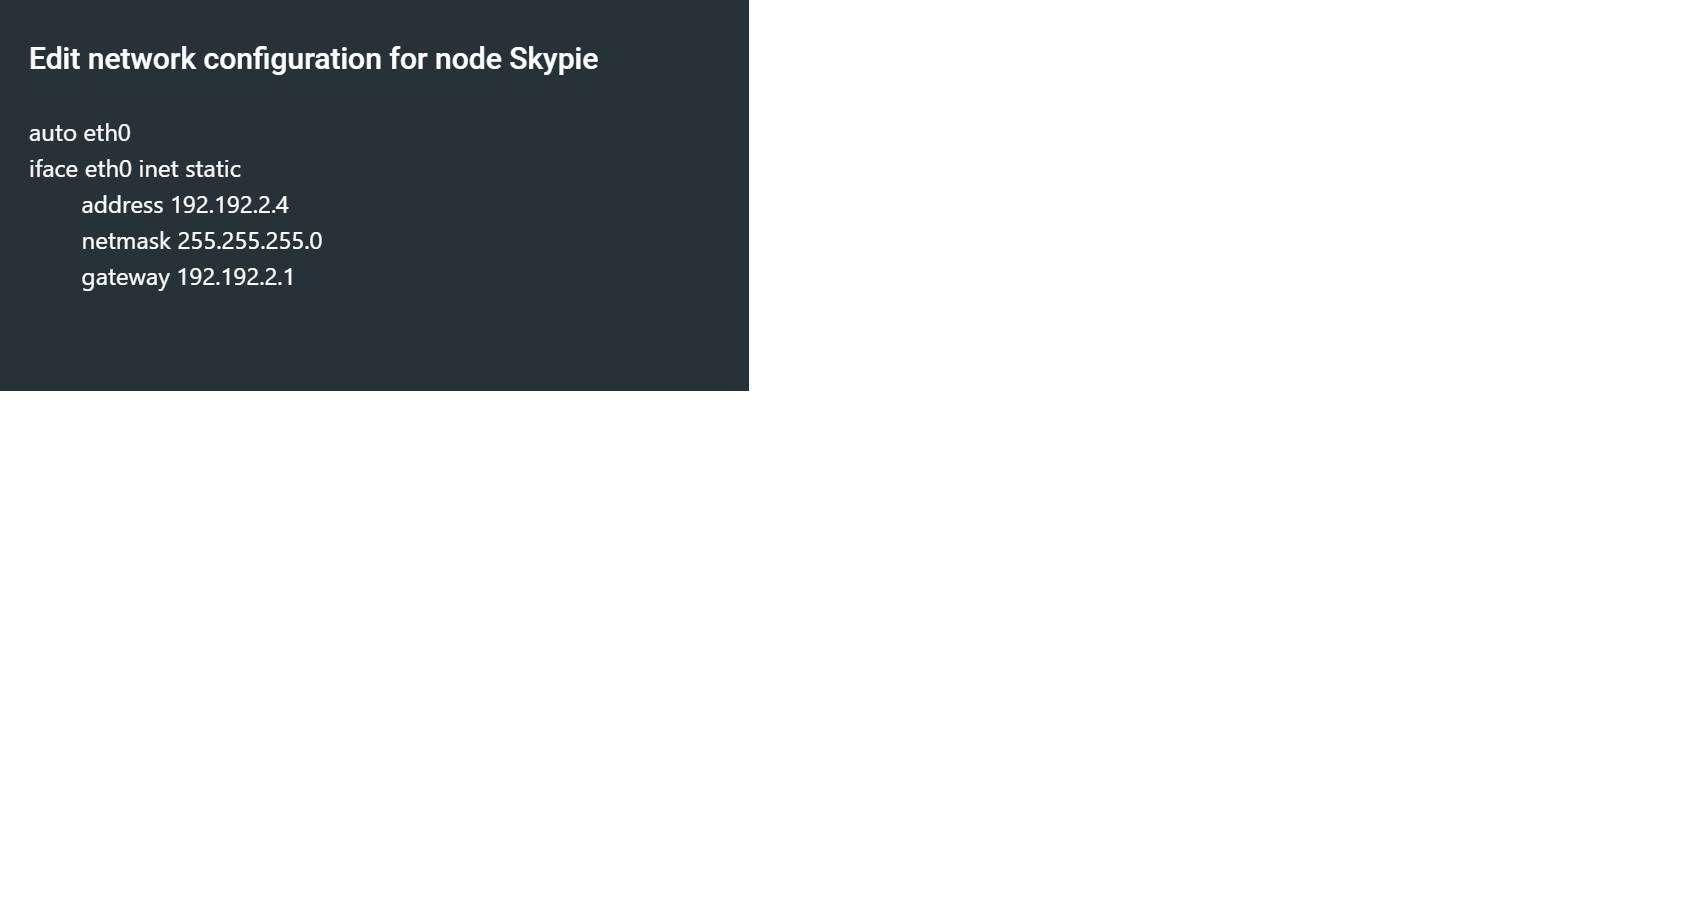 Edit network configuration for node Skypie
auto eth0
iface eth0 inet static
address 192.192.2.4
netmask 255.255.255.0
gateway 192.192.2.1